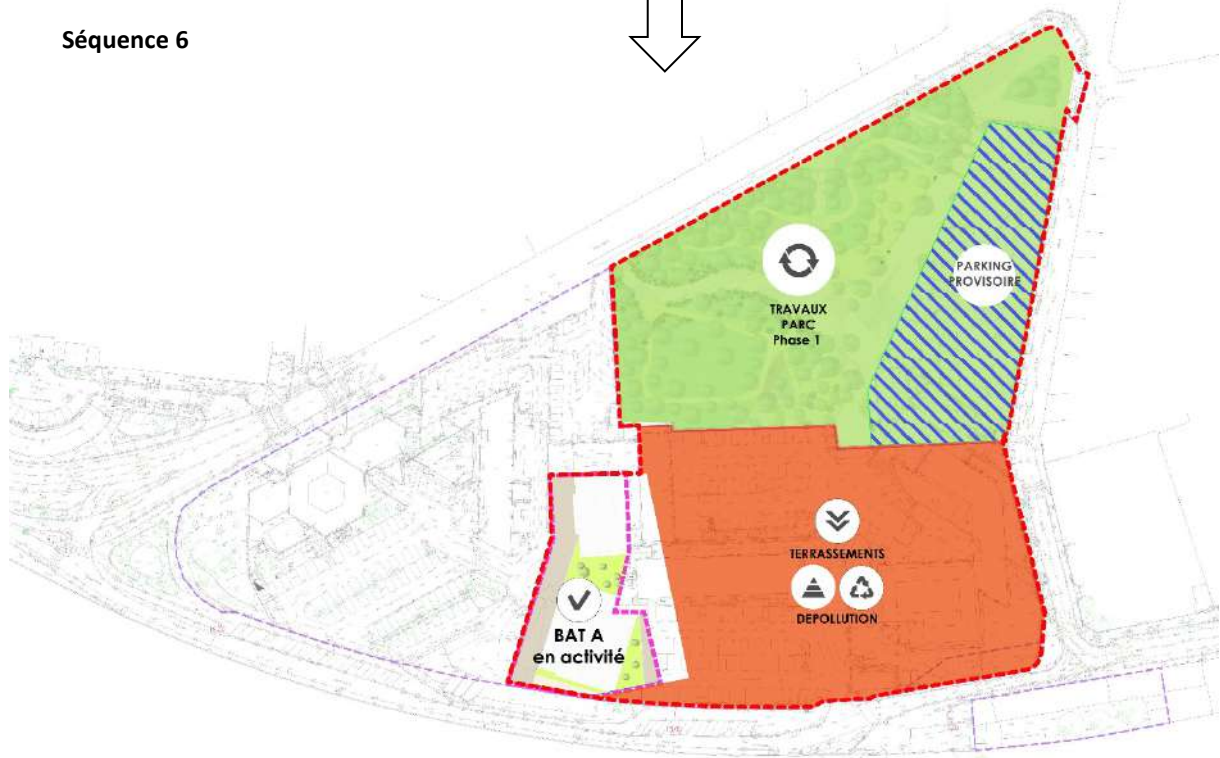 Séquence 6
TRAVAUX
PARC
Phase 1
PARKING
PROVISOIRE
TERRASSEMENTS
DEPOLLUTION
BAT A
en activité